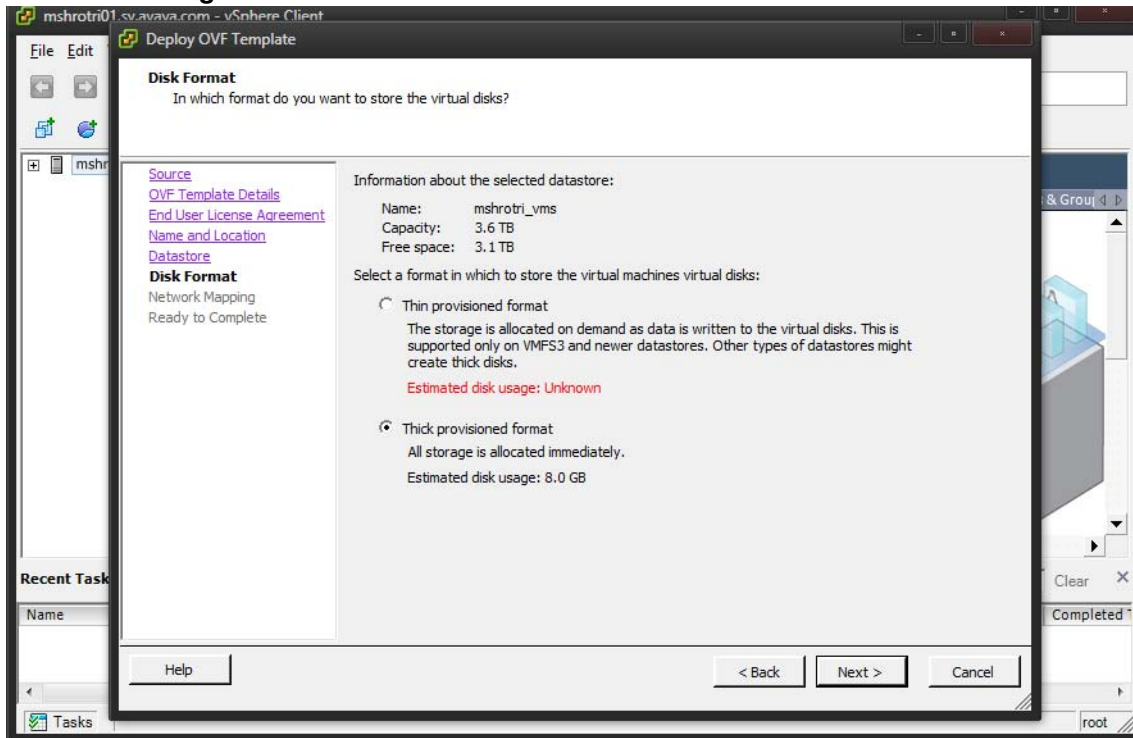 mshrotri01.sv.avaya.com - vSphere Client
Deploy OVF Template
File Edit
Disk Format
In which format do you want to store the virtual disks?
mshr
Source
OVF Template Details
End User License Agreement
Name and Location
Datastore
Disk Format
Network Mapping
Ready to Complete
Information about the selected datastore:
Name: mshrotri_vms
Capacity: 3.6 TB
Free space: 3.1 TB
Select a format in which to store the virtual machines virtual disks:
Thin provisioned format
The storage is allocated on demand as data is written to the virtual disks. This is
supported only on VMFS3 and newer datastores. Other types of datastores might
create thick disks.
Estimated disk usage: Unknown
Thick provisioned format
All storage is allocated immediately.
Estimated disk usage: 8.0 GB
& Group
Recent Task
Clear
Name
Completed
Help
< Back
Next >
Cancel
Tasks
root